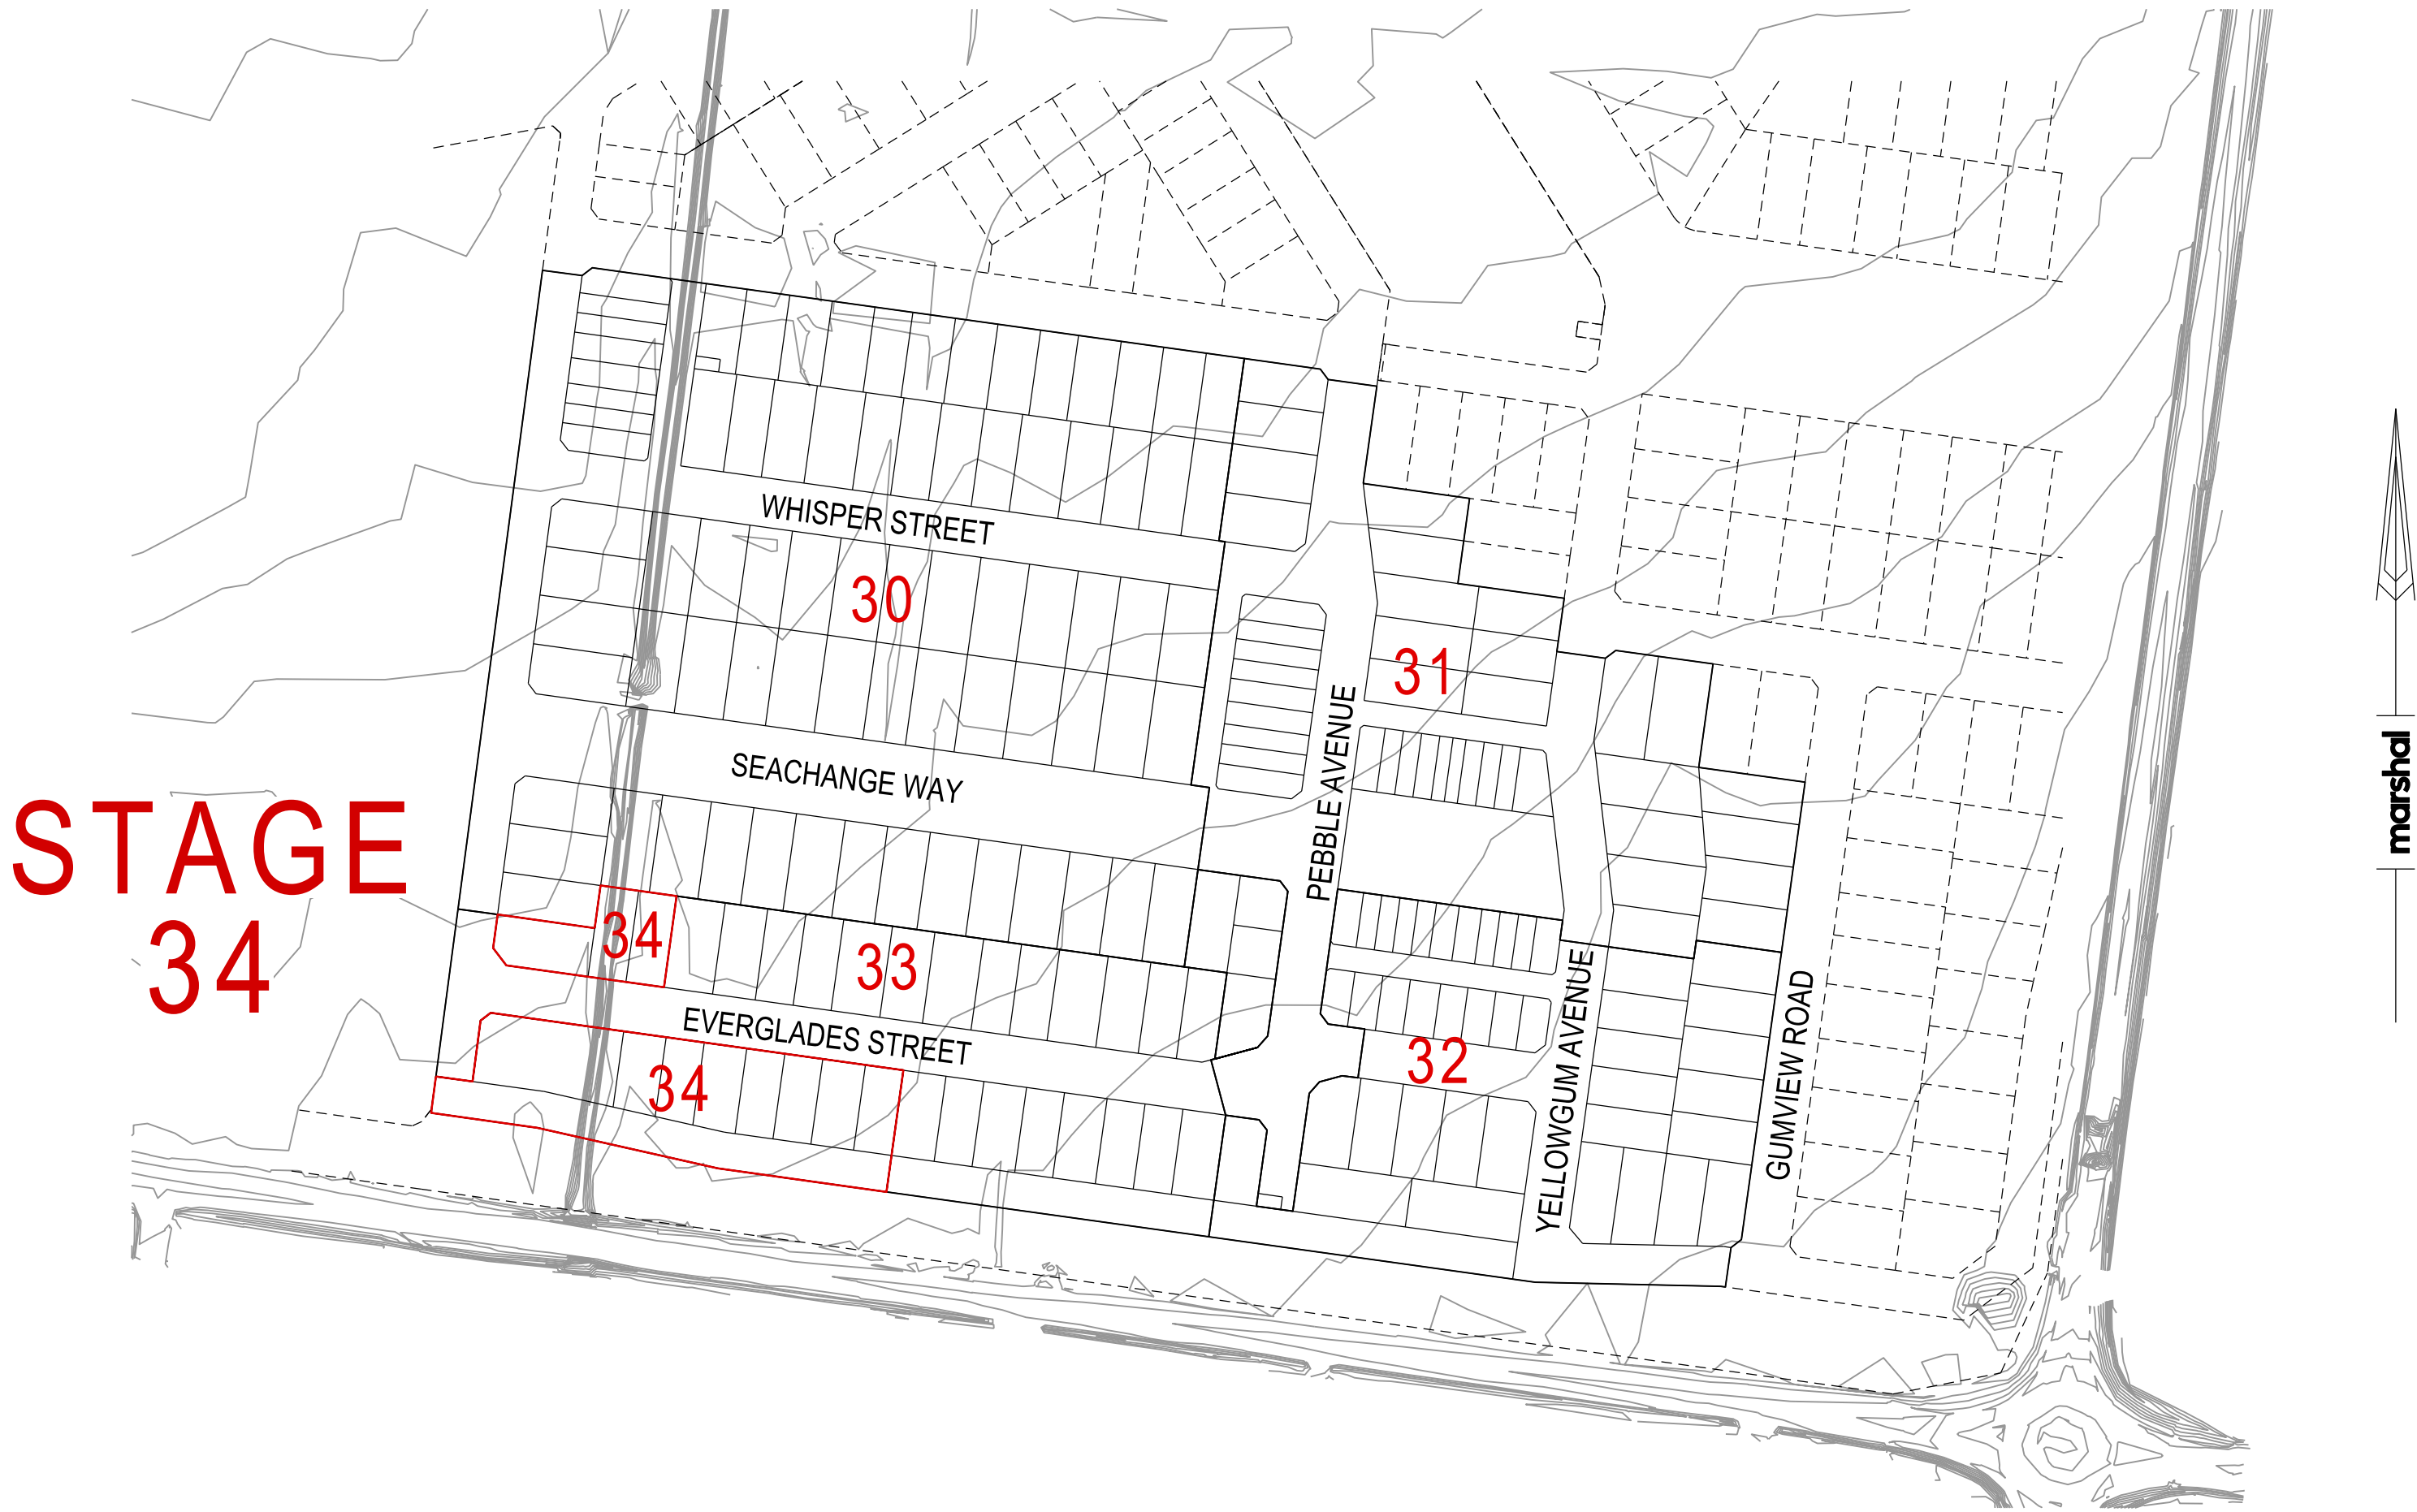 WHISPER STREET
30
31
PEBBLE AVENUE
SEACHANGE WAY
marshal
STAGE
34
34
33
EVERGLADES STREET
34
32
YELLOWGUM AVENUE
GUMVIEW ROAD